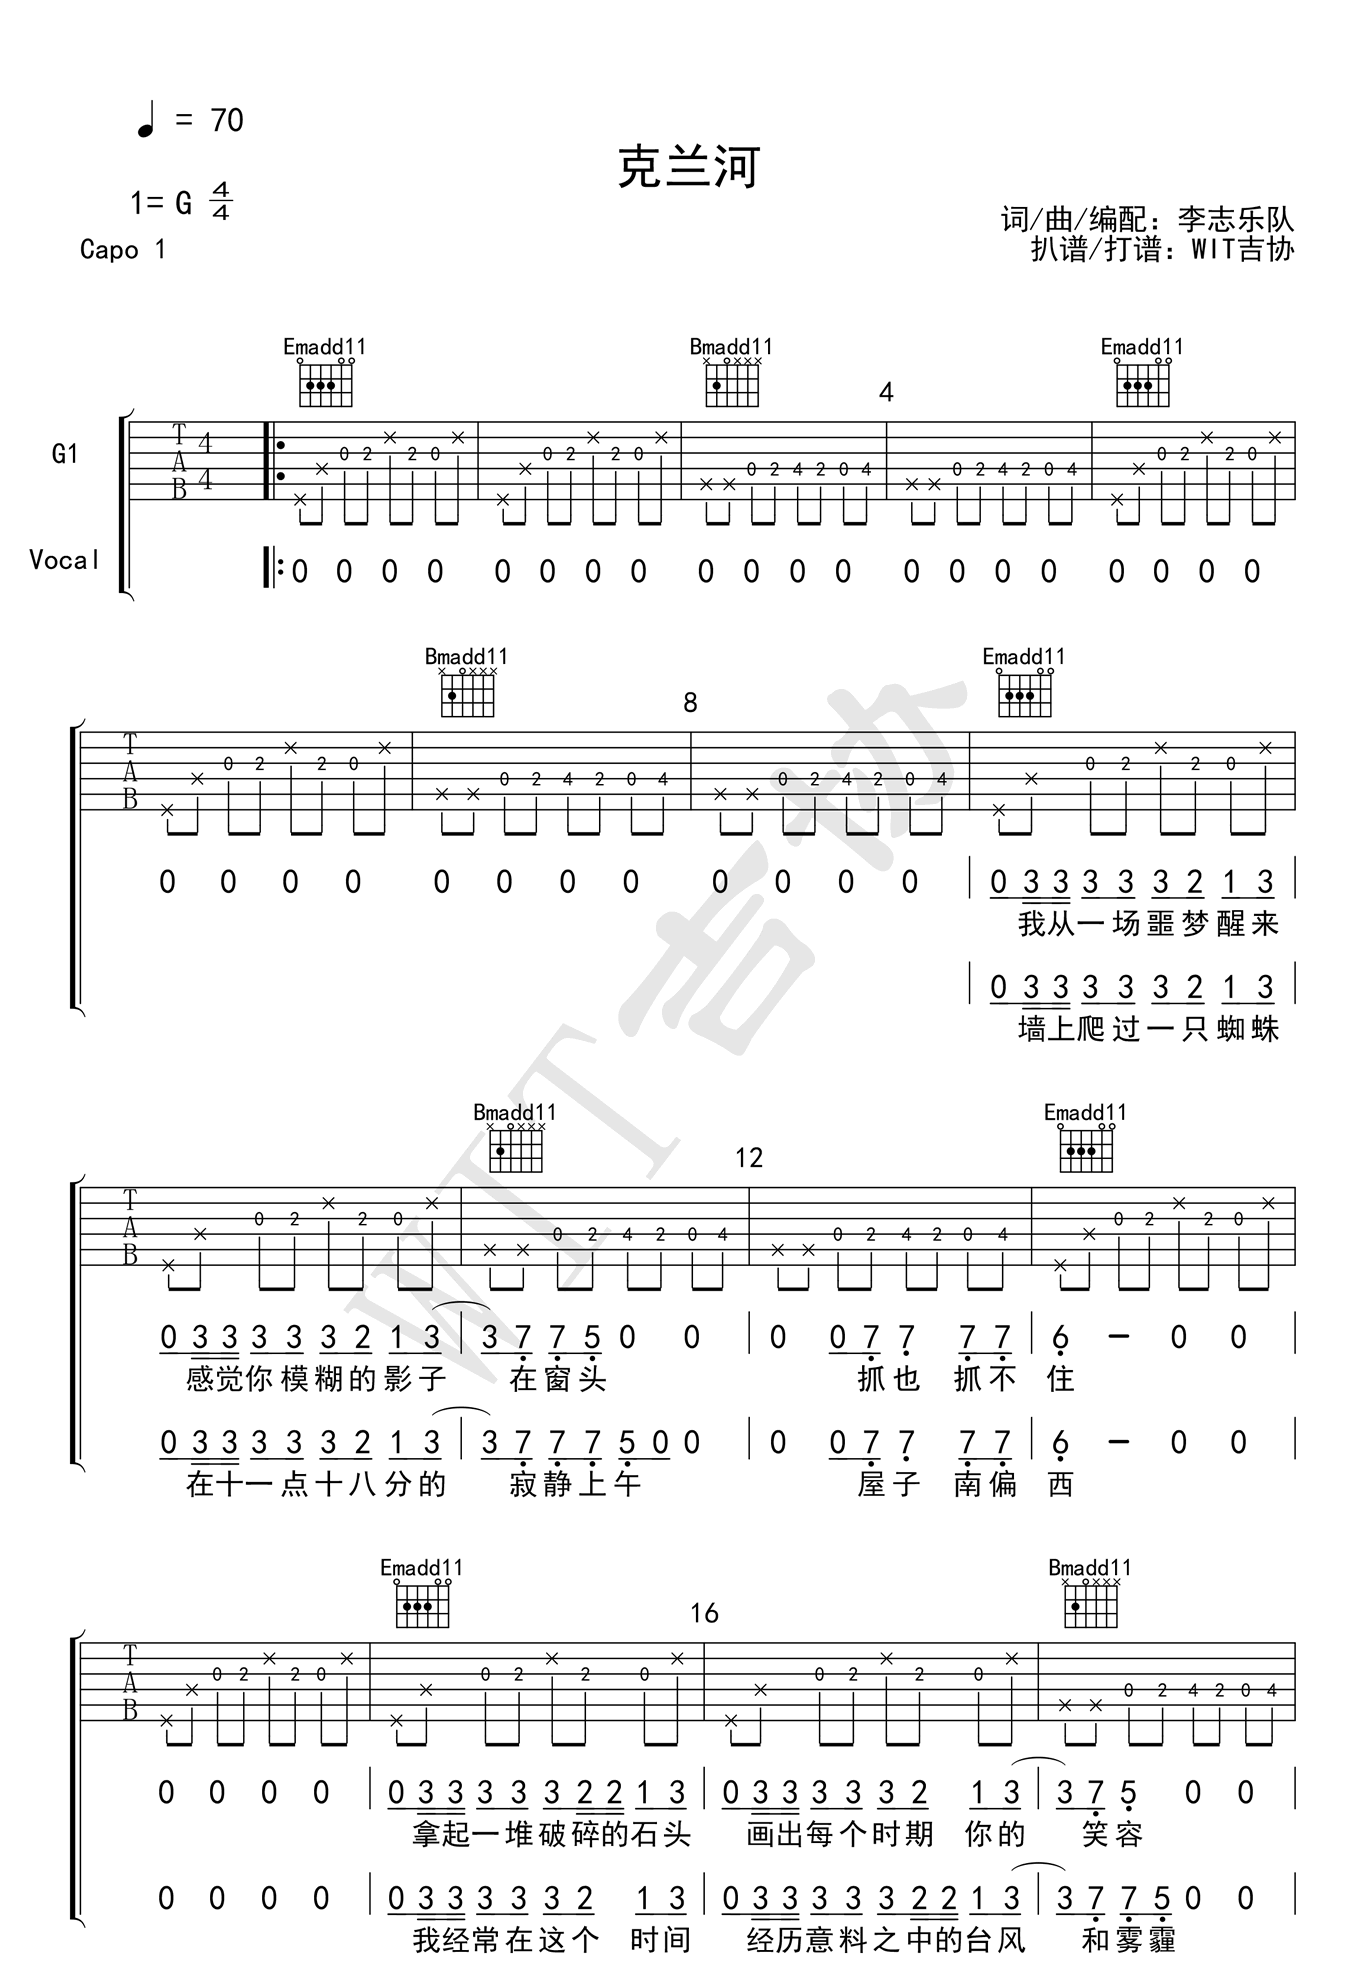 = 70
克兰河
1= G 4/4
词/曲/编配：李志乐队
Capo 1
扒谱/打谱：WIT吉协
Emadd11 Bmadd11 Emadd11
4
G1
T A B 4/4
× × 0 2 × 2 0 × × × 0 2 × 2 0 × × × 0 2 4 2 0 4 × × 0 2 4 2 0 4 × × 0 2 × 2 0 ×
Vocal
0 0 0 0 0 0 0 0 0 0 0 0 0 0 0 0 0 0 0 0
Bmadd11 Emadd11
8
T A B
× × 0 2 × 2 0 × × × 0 2 4 2 0 4 × × 0 2 4 2 0 4 × × 0 2 × 2 0 ×
0 0 0 0 0 0 0 0 0 0 0 0 0 3 3 3 3 3 2 1 3
我从一场噩梦醒来
0 3 3 3 3 3 2 1 3
墙上爬过一只蜘蛛
Bmadd11 Emadd11
12
T A B
× × 0 2 × 2 0 × × × 0 2 4 2 0 4 × × 0 2 4 2 0 4 × × 0 2 × 2 0 ×
0 3 3 3 3 3 2 1 3 3 7 7 5 0 0 0 0 7 7 7 7 6 – 0 0
感觉你模糊的影子 在窗头 抓也 抓不 住
0 3 3 3 3 3 2 1 3 3 7 7 7 5 0 0 0 0 7 7 7 7 6 – 0 0
在十一点十八分的 寂静上午 屋子 南偏 西
Emadd11 Bmadd11
16
T A B
× × 0 2 × 2 0 × × × 0 2 × 2 0 × × × 0 2 × 2 0 × × × 0 2 4 2 0 4
0 0 0 0 0 3 3 3 3 3 2 2 1 3 0 3 3 3 3 3 2 1 3 3 7 5 0 0
拿起一堆破碎的石头 画出每个时期 你的 笑容
0 0 0 0 0 3 3 3 3 3 2 1 3 0 3 3 3 3 3 2 2 1 3 3 7 7 5 0 0
我经常在这个 时间 经历意料之中的台风 和雾霾
WIT吉协